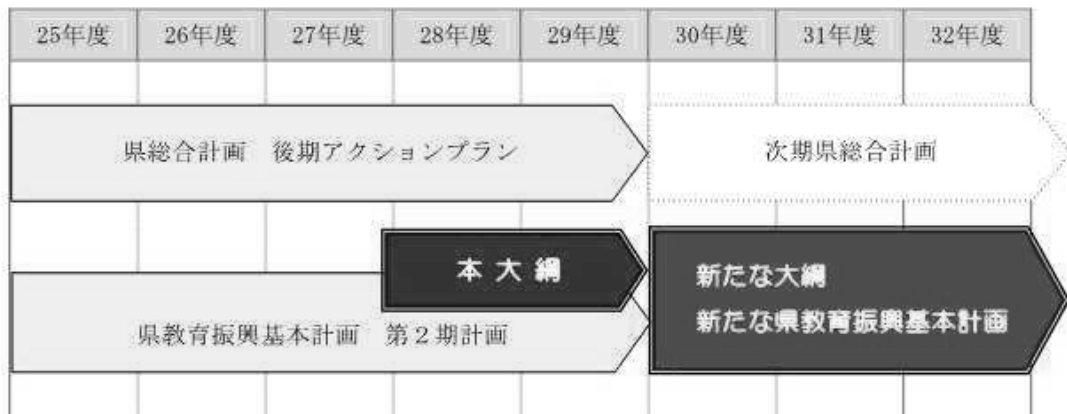 25年度 26年度 27年度 28年度 29年度 30年度 31年度 32年度
県総合計画　後期アクションプラン
次期県総合計画
本 大 綱
新たな大綱
新たな県教育振興基本計画
県教育振興基本計画　第２期計画